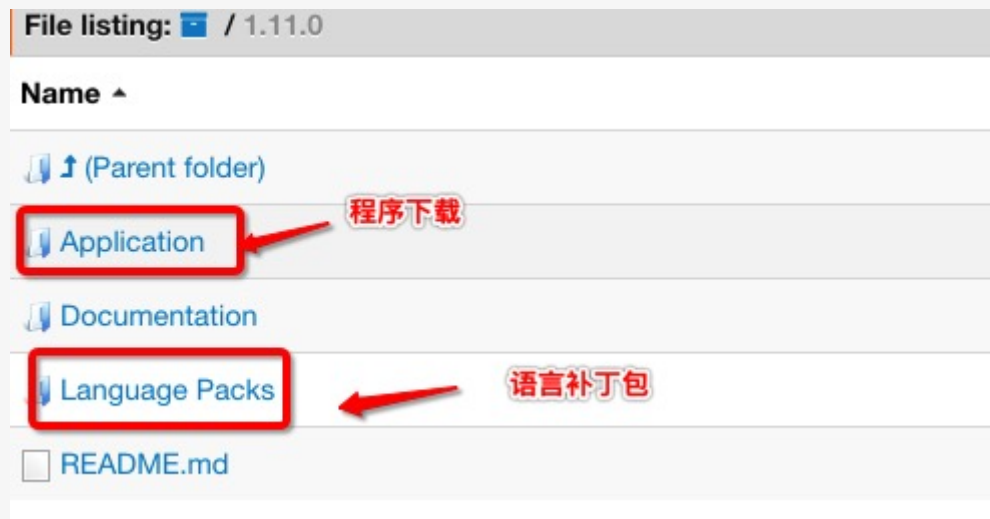 File listing: / 1.11.0
Name
(Parent folder)
程序下载
Application
Documentation
Language Packs
语言补丁包
README.md